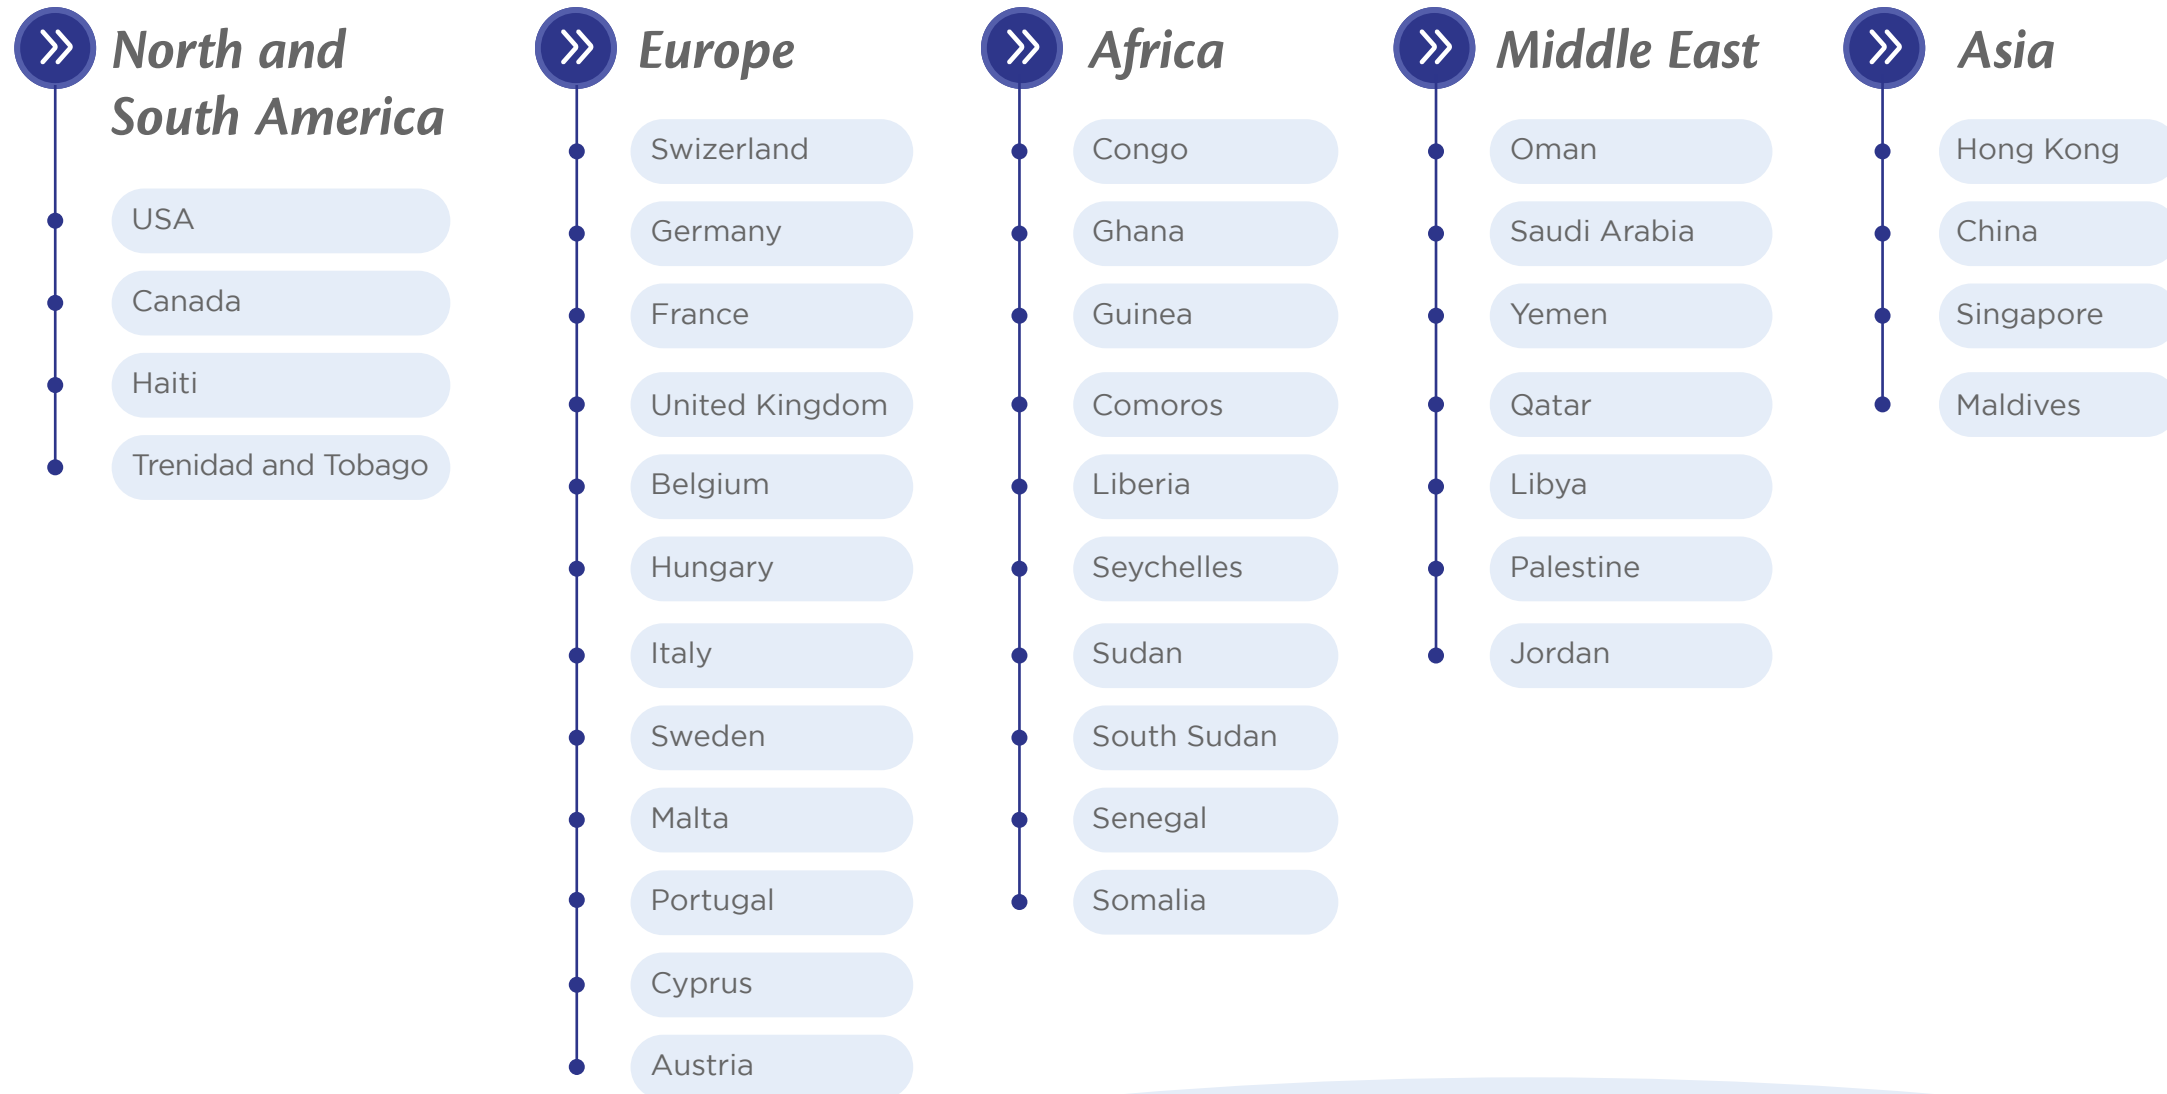 North and
South America
USA
Canada
Haiti
Trenidad and Tobago
Europe
Swizerland
Germany
France
United Kingdom
Belgium
Hungary
Italy
Sweden
Malta
Portugal
Cyprus
Austria
Africa
Congo
Ghana
Guinea
Comoros
Liberia
Seychelles
Sudan
South Sudan
Senegal
Somalia
Middle East
Oman
Saudi Arabia
Yemen
Qatar
Libya
Palestine
Jordan
Asia
Hong Kong
China
Singapore
Maldives